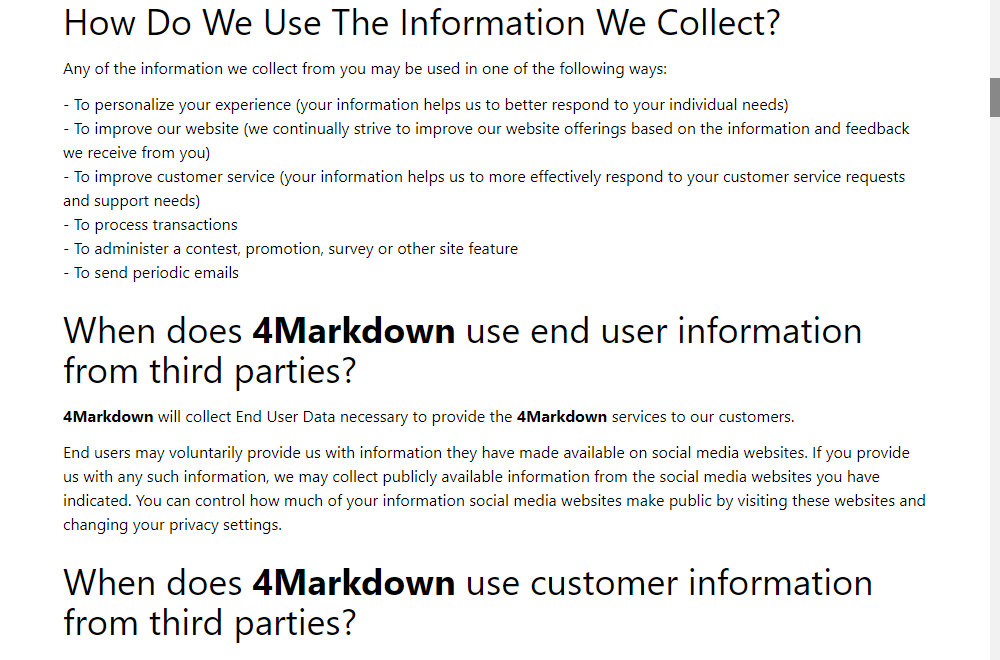 How Do We Use The Information We Collect?
Any of the information we collect from you may be used in one of the following ways:
- To personalize your experience (your information helps us to better respond to your individual needs)
- To improve our website (we continually strive to improve our website offerings based on the information and feedback
we receive from you)
- To improve customer service (your information helps us to more effectively respond to your customer service requests
and support needs)
- To process transactions
- To administer a contest, promotion, survey or other site feature
- To send periodic emails
When does 4Markdown use end user information
from third parties?
4Markdown will collect End User Data necessary to provide the 4Markdown services to our customers.
End users may voluntarily provide us with information they have made available on social media websites. If you provide
us with any such information, we may collect publicly available information from the social media websites you have
indicated. You can control how much of your information social media websites make public by visiting these websites and
changing your privacy settings.
When does 4Markdown use customer information
from third parties?